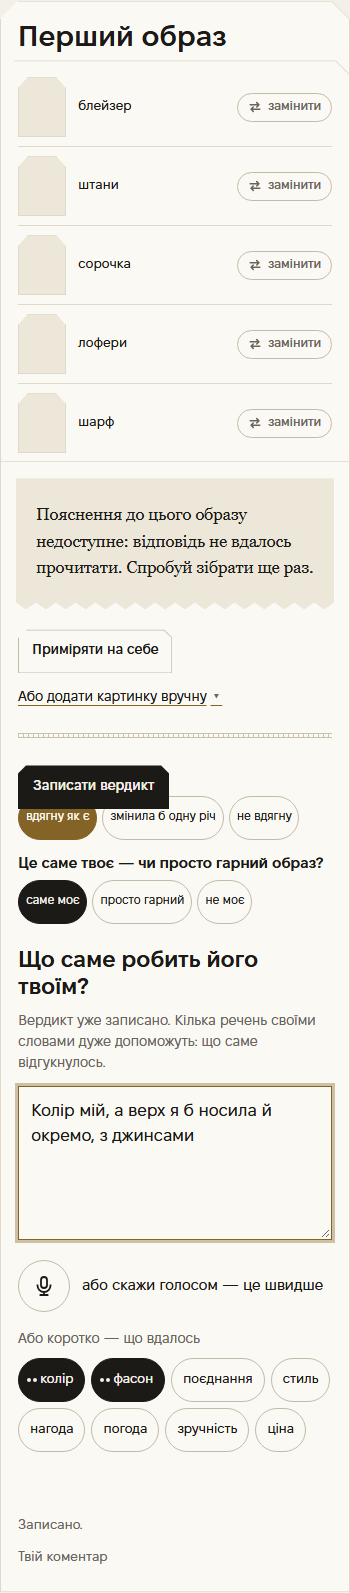 Перший образ
блейзер
замінити
штани
замінити
сорочка
замінити
лофери
замінити
шарф
замінити
Пояснення до цього образу
недоступне: відповідь не вдалось
прочитати. Спробуй зібрати ще раз.
Приміряти на себе
Або додати картинку вручну
Записати вердикт
вдягну як є
змінила б одну річ
не вдягну
Це саме твоє — чи просто гарний образ?
саме моє
просто гарний
не моє
Що саме робить його
твоїм?
Вердикт уже записано. Кілька речень своїми
словами дуже допоможуть: що саме
відгукнулось.
Колір мій, а верх я б носила й
окремо, з джинсами
або скажи голосом — це швидше
Або коротко — що вдалось
колір
фасон
поєднання
стиль
нагода
погода
зручність
ціна
Записано.
Твій коментар